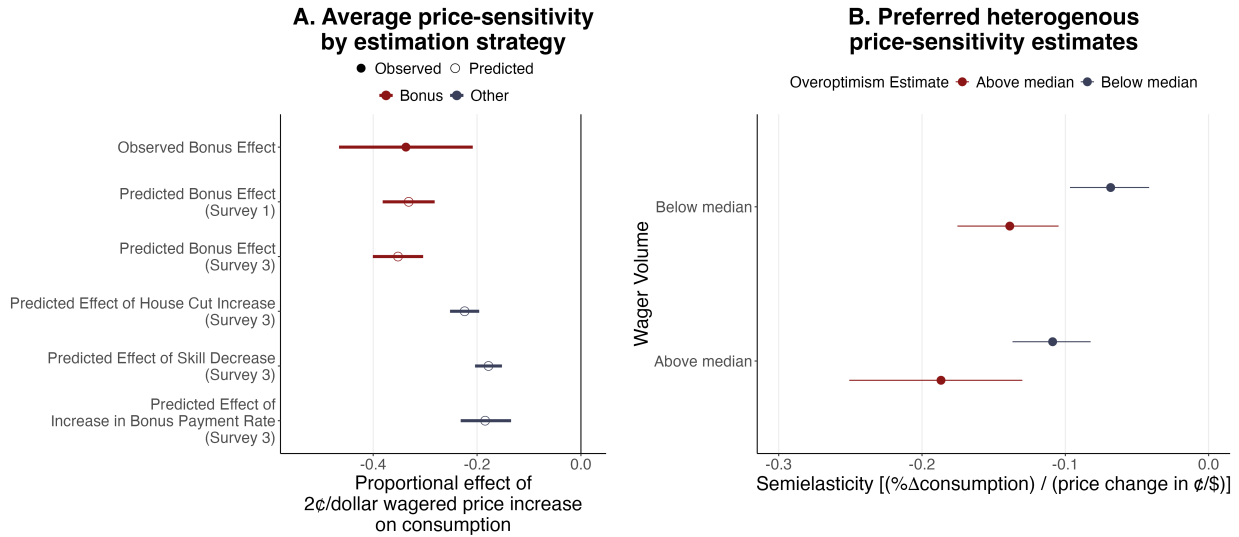 A. Average price-sensitivity
by estimation strategy
Observed
Predicted
Bonus
Other
Observed Bonus Effect
Predicted Bonus Effect
(Survey 1)
Predicted Bonus Effect
(Survey 3)
Predicted Effect of House Cut Increase
(Survey 3)
Predicted Effect of Skill Decrease
(Survey 3)
Predicted Effect of
Increase in Bonus Payment Rate
(Survey 3)
-0.4
-0.2
0.0
Proportional effect of
2¢/dollar wagered price increase
on consumption
B. Preferred heterogenous
price-sensitivity estimates
Overoptimism Estimate
Above median
Below median
Wager Volume
Below median
Above median
-0.3
-0.2
-0.1
0.0
Semielasticity [(%Δconsumption) / (price change in ¢/$)]